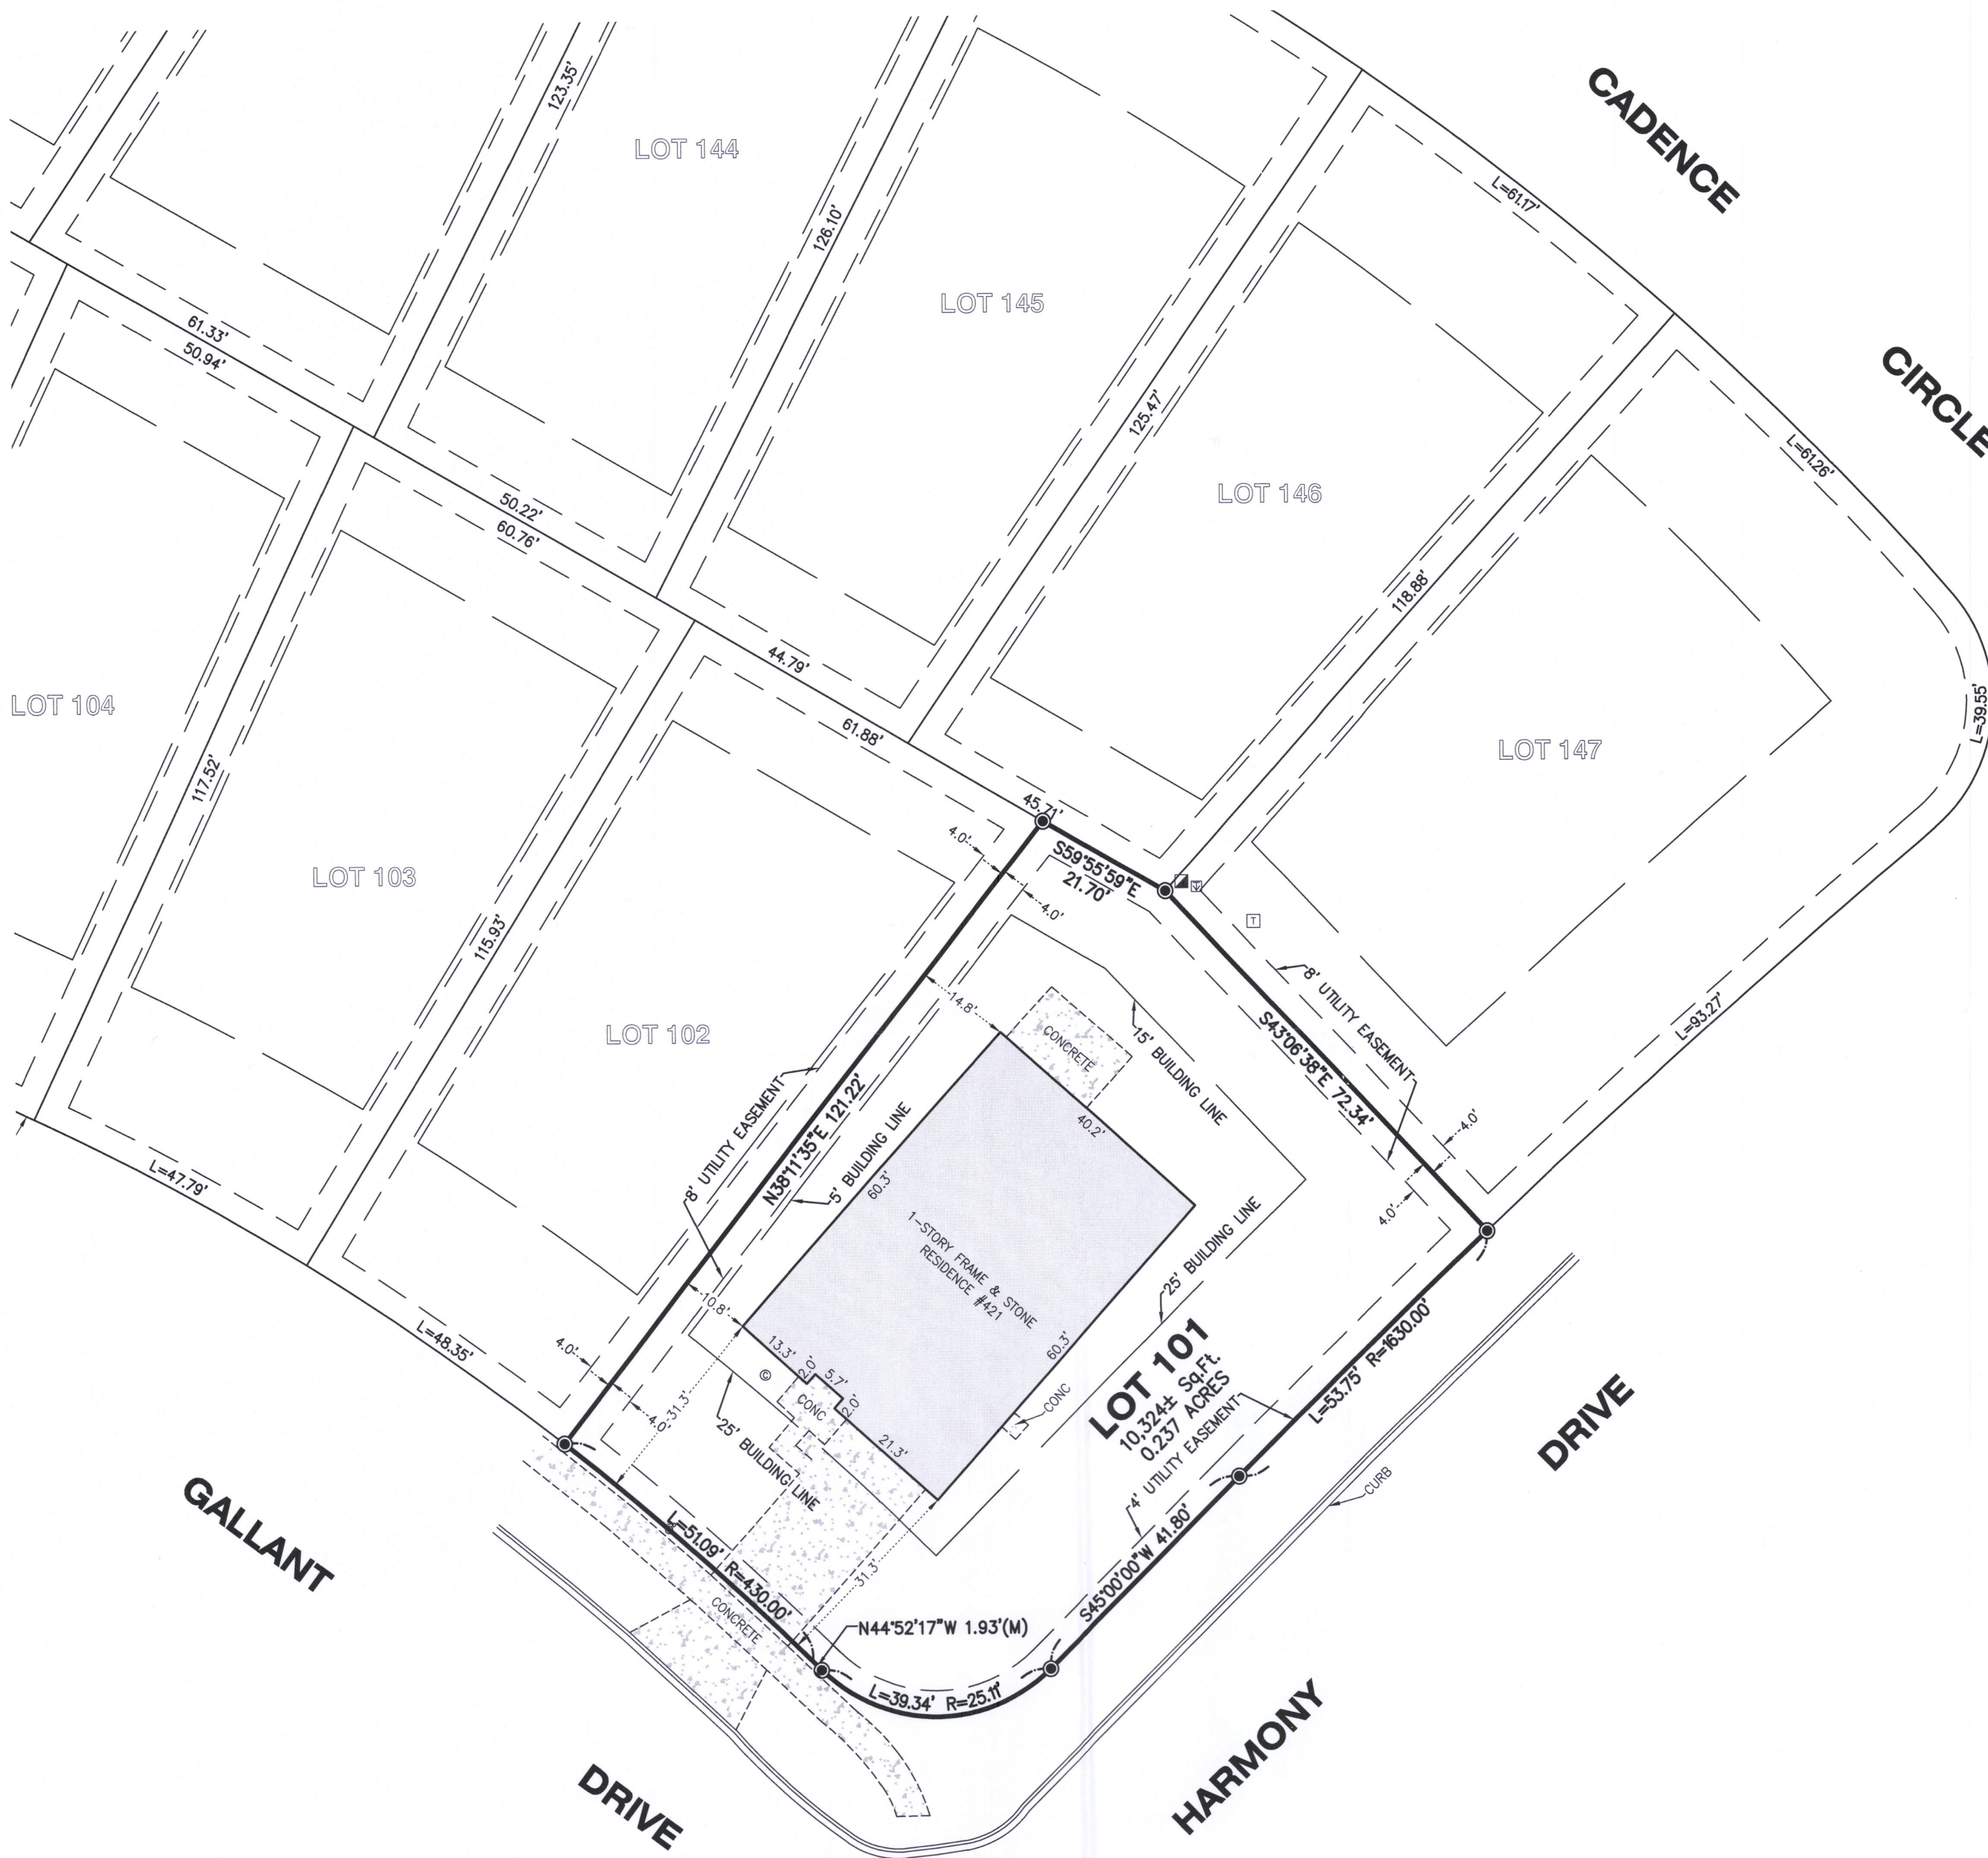 CADENCE
CIRCLE
123.35'
LOT 144
126.10'
LOT 145
L=61.17'
61.33'
50.94'
125.47'
LOT 146
L=61.26'
50.22'
60.76'
118.88'
44.79'
61.88'
LOT 104
L=39.55'
LOT 147
117.52'
45.71'
4.0'
S59°55'59"E
21.70'
4.0'
LOT 103
115.93'
T
8' UTILITY EASEMENT
LOT 102
14.8'
CONCRETE
15' BUILDING LINE
S43°06'38"E 72.34'
L=93.27'
40.2'
4.0'
4.0'
8' UTILITY EASEMENT
N38°11'35"E 121.22'
5' BUILDING LINE
60.3'
L=47.79'
1-STORY FRAME & STONE
RESIDENCE #421
25' BUILDING LINE
10.8'
L=48.35'
4.0'
4.0'
31.3'
13.3'
2.0'
5.7'
2.0'
C
CONC
21.3'
60.3'
CONC
25' BUILDING LINE
LOT 101
10,324± Sq.Ft.
0.237 ACRES
4' UTILITY EASEMENT
L=53.75' R=1630.00'
DRIVE
CURB
GALLANT
L=51.09' R=430.00'
31.3'
CONCRETE
S45°00'00"W 41.80'
N44°52'17"W 1.93'(M)
L=39.34' R=25.11'
HARMONY
DRIVE